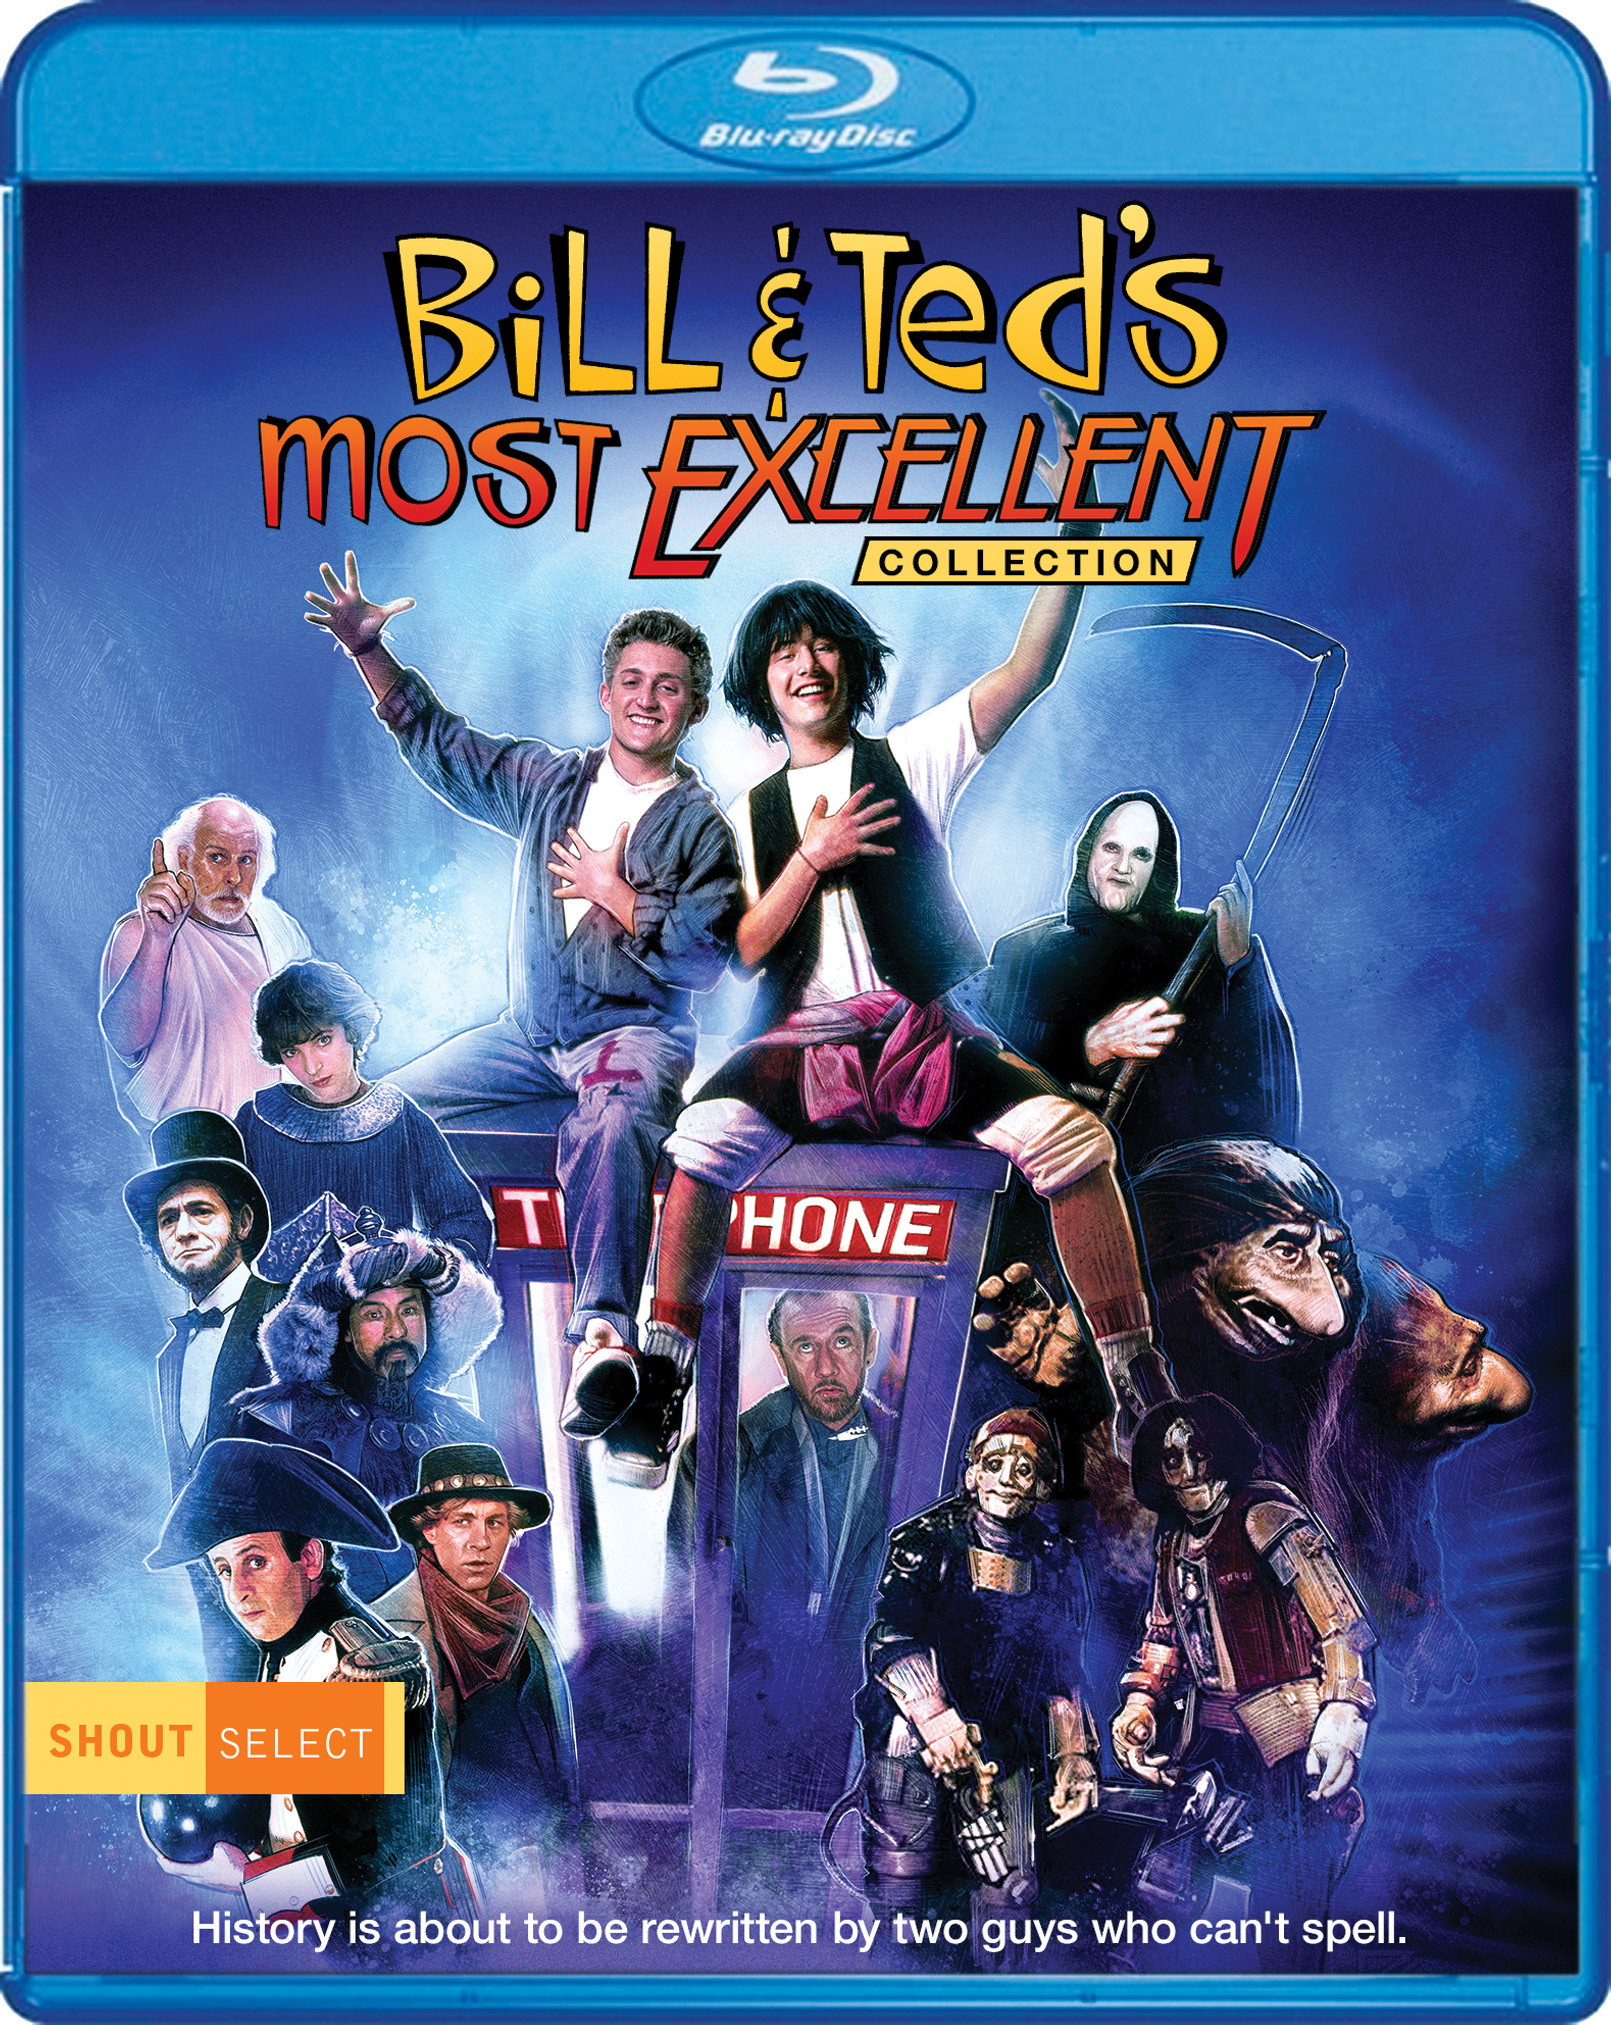 Blu-ray Disc
Bill & Ted's
MOST EXCELLENT
COLLECTION
T PHONE
SHOUT SELECT
History is about to be rewritten by two guys who can't spell.